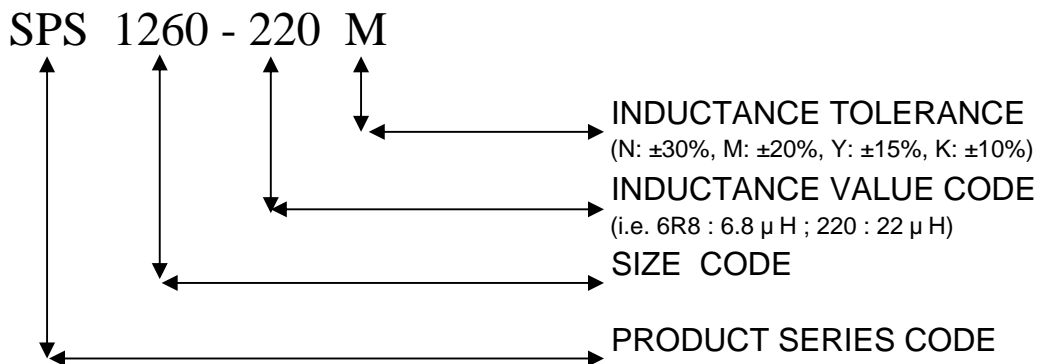 SPS 1260 - 220 M
INDUCTANCE TOLERANCE
(N: ±30%, M: ±20%, Y: ±15%, K: ±10%)
INDUCTANCE VALUE CODE
(i.e. 6R8 : 6.8 μ H ; 220 : 22 μ H)
SIZE CODE
PRODUCT SERIES CODE